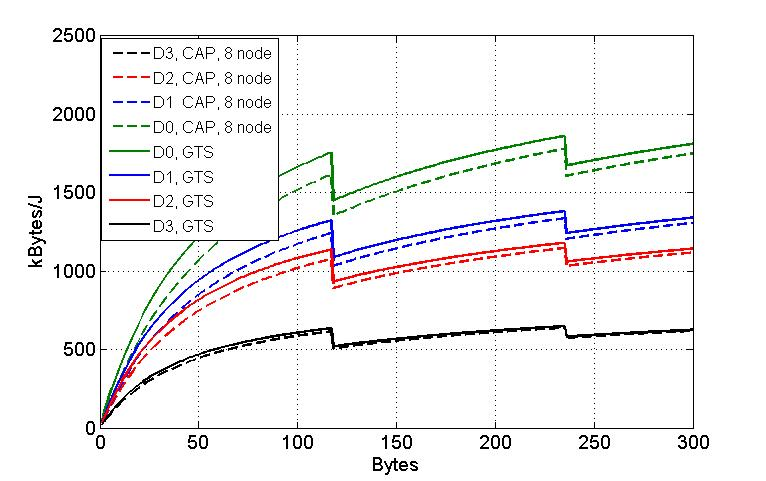 2500
2000
1500
1000
500
0
kBytes/J
D3, CAP, 8 node
D2, CAP, 8 node
D1 CAP, 8 node
D0, CAP, 8 node
D0, GTS
D1, GTS
D2, GTS
D3, GTS
0 50 100 150 200 250 300
Bytes